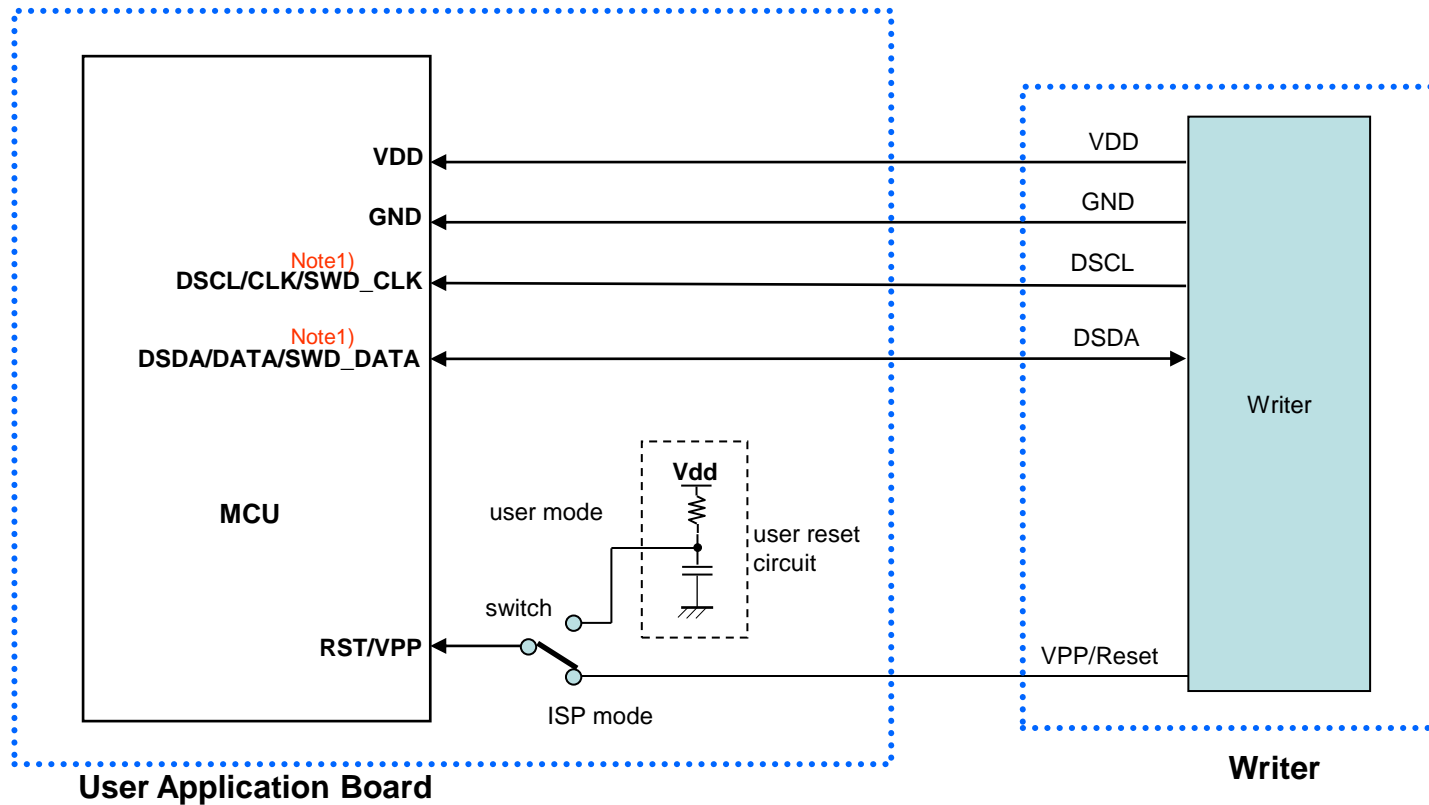 VDD
VDD
GND
GND
Note1)
DSCL/CLK/SWD_CLK
DSCL
Note1)
DSDA/DATA/SWD_DATA
DSDA
Writer
MCU
user mode
Vdd
user reset
circuit
switch
RST/VPP
VPP/Reset
ISP mode
User Application Board
Writer